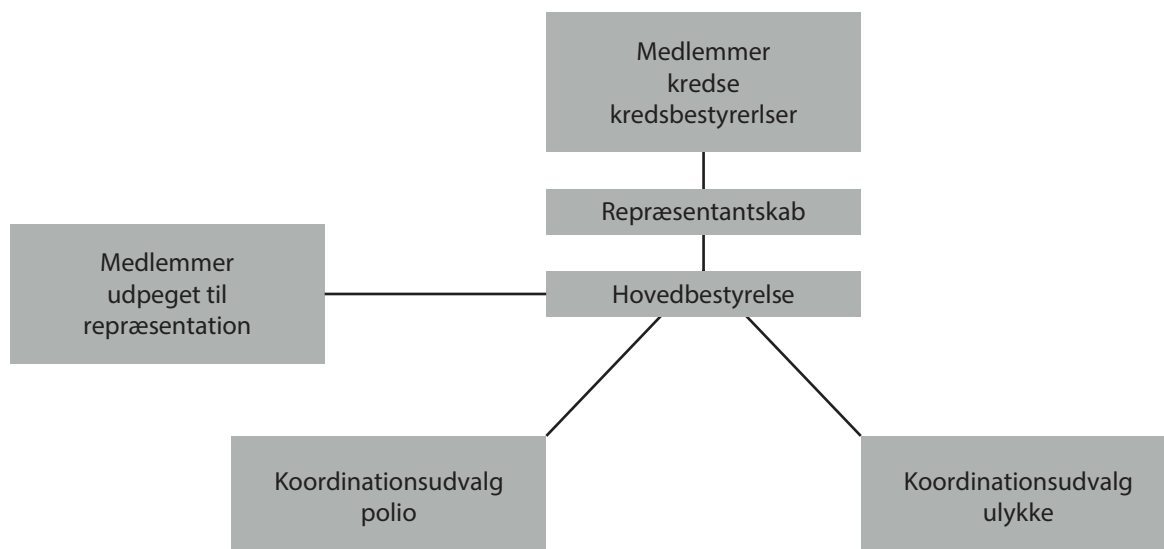 Medlemmer
kredse
kredsbestyrerlser
Repræsentantskab
Medlemmer
udpeget til
repræsentation
Hovedbestyrelse
Koordinationsudvalg
polio
Koordinationsudvalg
ulykke